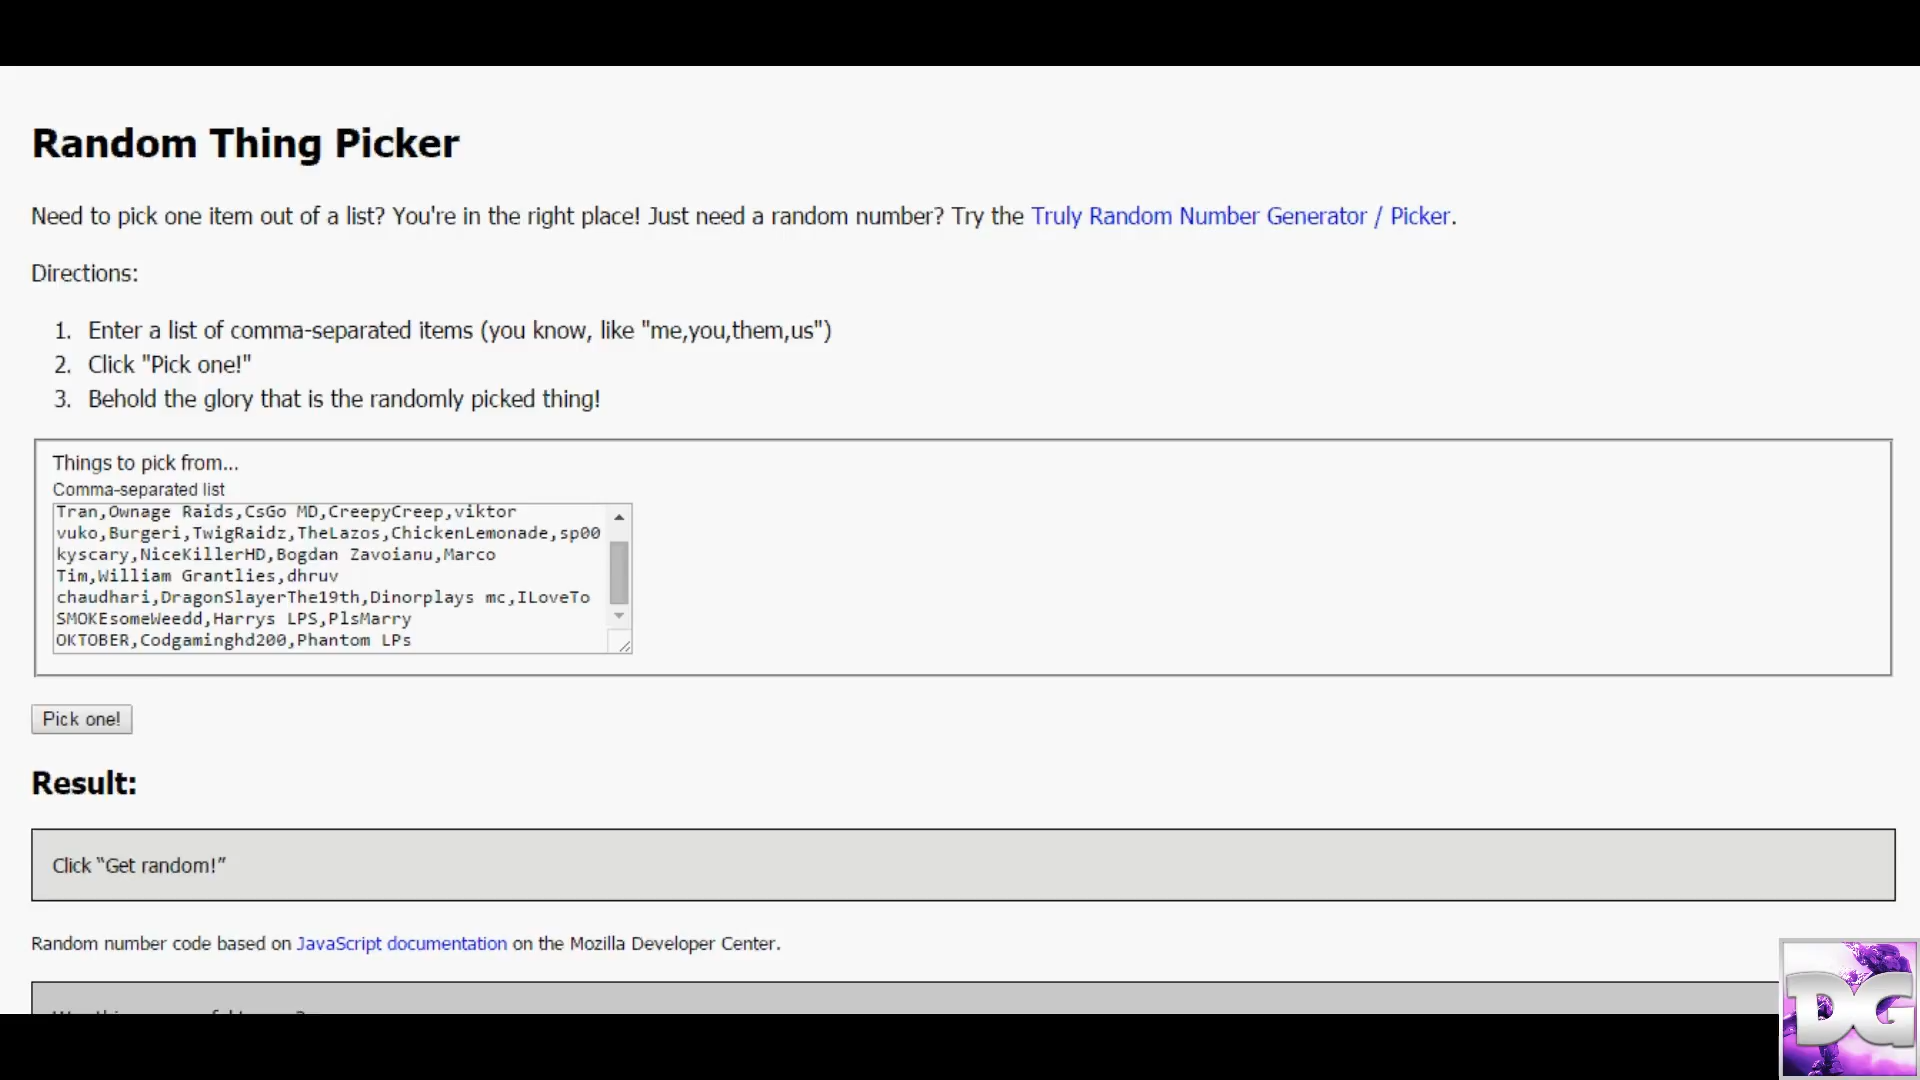 Random Thing Picker
Need to pick one item out of a list? You're in the right place! Just need a random number? Try the Truly Random Number Generator / Picker.
Directions:
1. Enter a list of comma-separated items (you know, like "me,you,them,us")
2. Click "Pick one!"
3. Behold the glory that is the randomly picked thing!
Things to pick from...
Comma-separated list
Tran,Ownage Raids,CsGo MD,CreepyCreep,viktor
vuko,Burgeri,TwigRaidz,TheLazos,ChickenLemonade,sp00
kyscary,NiceKillerHD,Bogdan Zavoianu,Marco
Tim,William Grantlies,dhruv
chaudhari,DragonSlayerThe19th,Dinorplays mc,ILoveTo
SMOKEsomeWeedd,Harrys LPS,PlsMarry
OKTOBER,Codgaminghd200,Phantom LPs
Pick one!
Result:
Click “Get random!”
Random number code based on JavaScript documentation on the Mozilla Developer Center.
DG